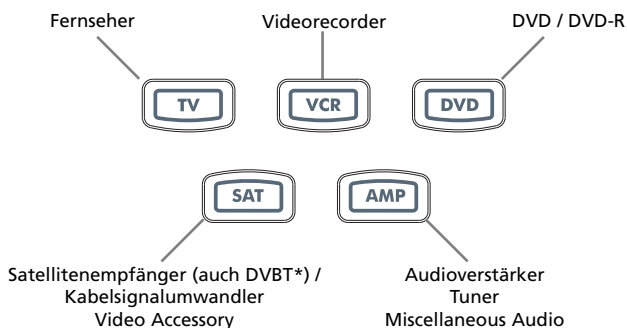 Fernseher
Videorecorder
DVD / DVD-R
TV
VCR
DVD
SAT
AMP
Satellitenempfänger (auch DVBT*) /
Kabelsignalumwandler
Video Accessory
Audioverstärker
Tuner
Miscellaneous Audio